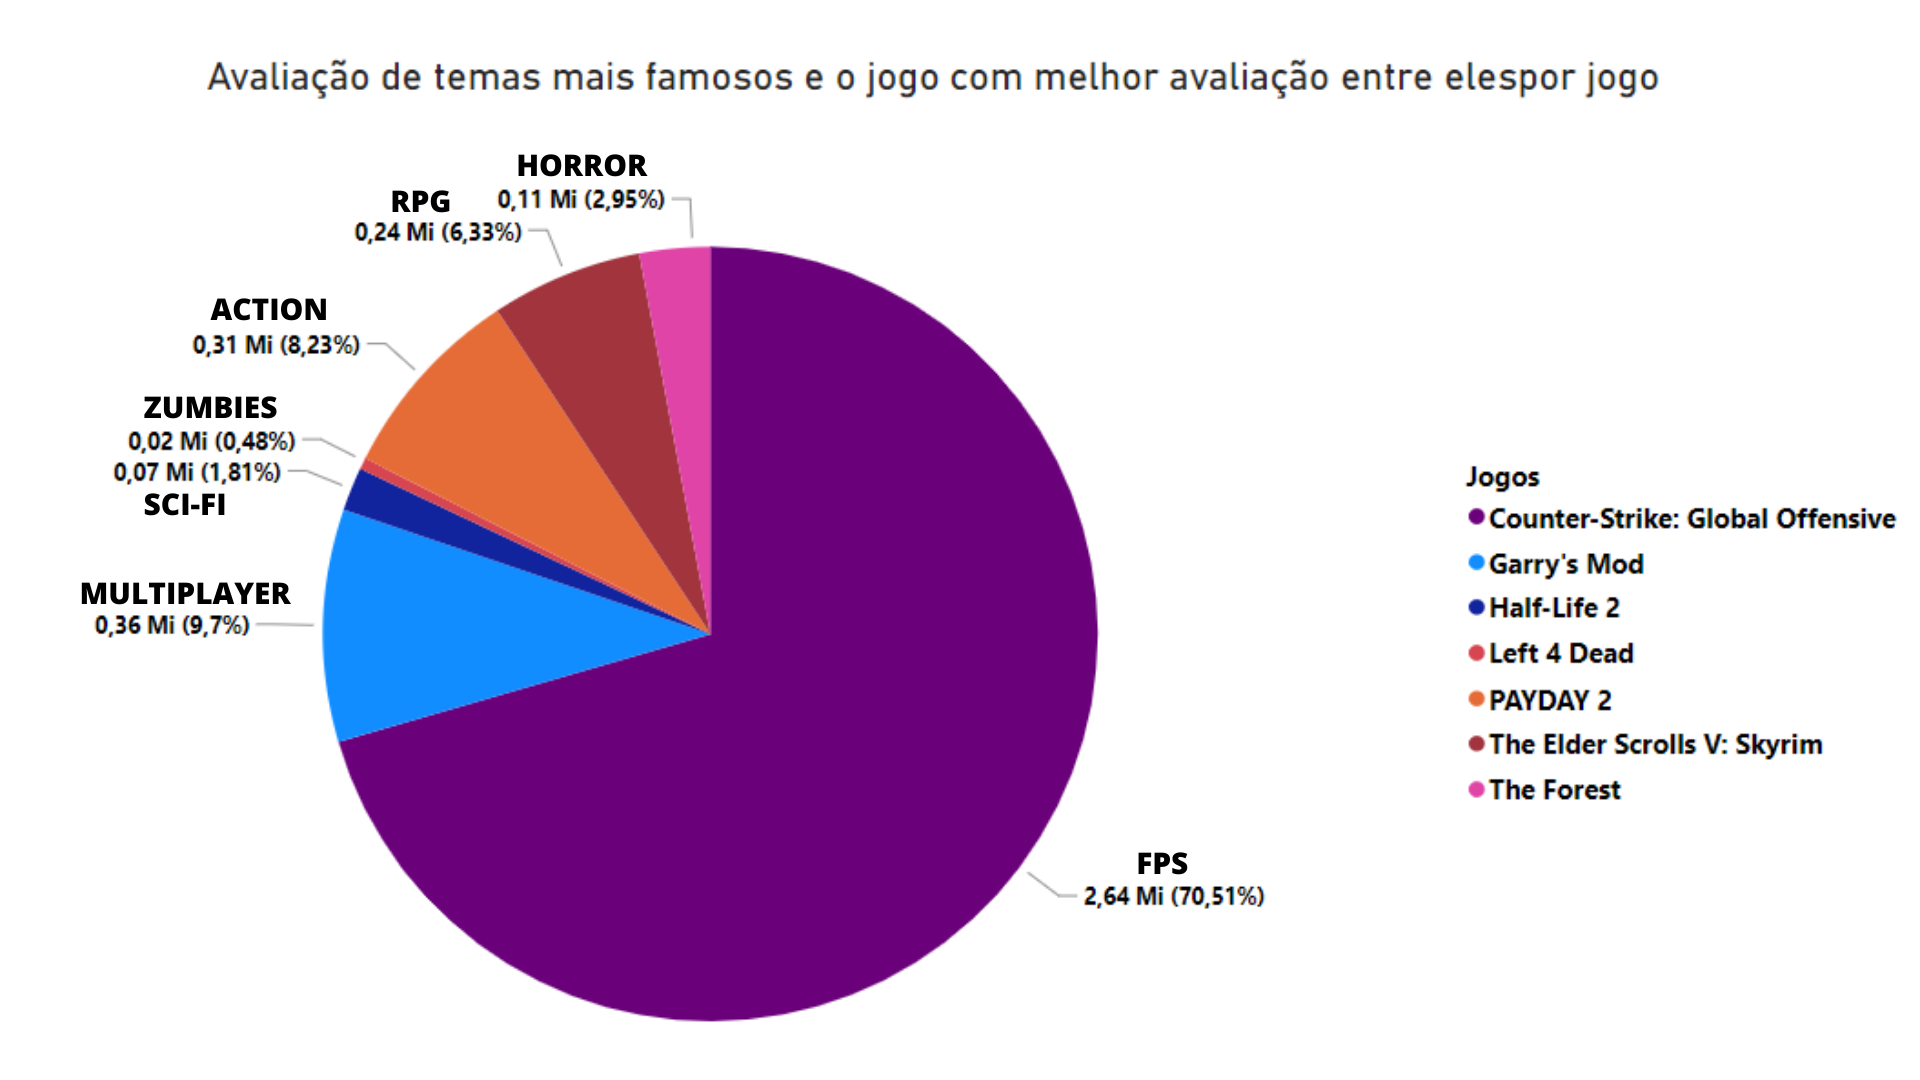 Avaliação de temas mais famosos e o jogo com melhor avaliação entre elespor jogo
HORROR
0,11 Mi (2,95%)
RPG
0,24 Mi (6,33%)
ACTION
0,31 Mi (8,23%)
ZUMBIES
0,02 Mi (0,48%)
0,07 Mi (1,81%)
SCI-FI
MULTIPLAYER
0,36 Mi (9,7%)
FPS
2,64 Mi (70,51%)
Jogos
Counter-Strike: Global Offensive
Garry's Mod
Half-Life 2
Left 4 Dead
PAYDAY 2
The Elder Scrolls V: Skyrim
The Forest